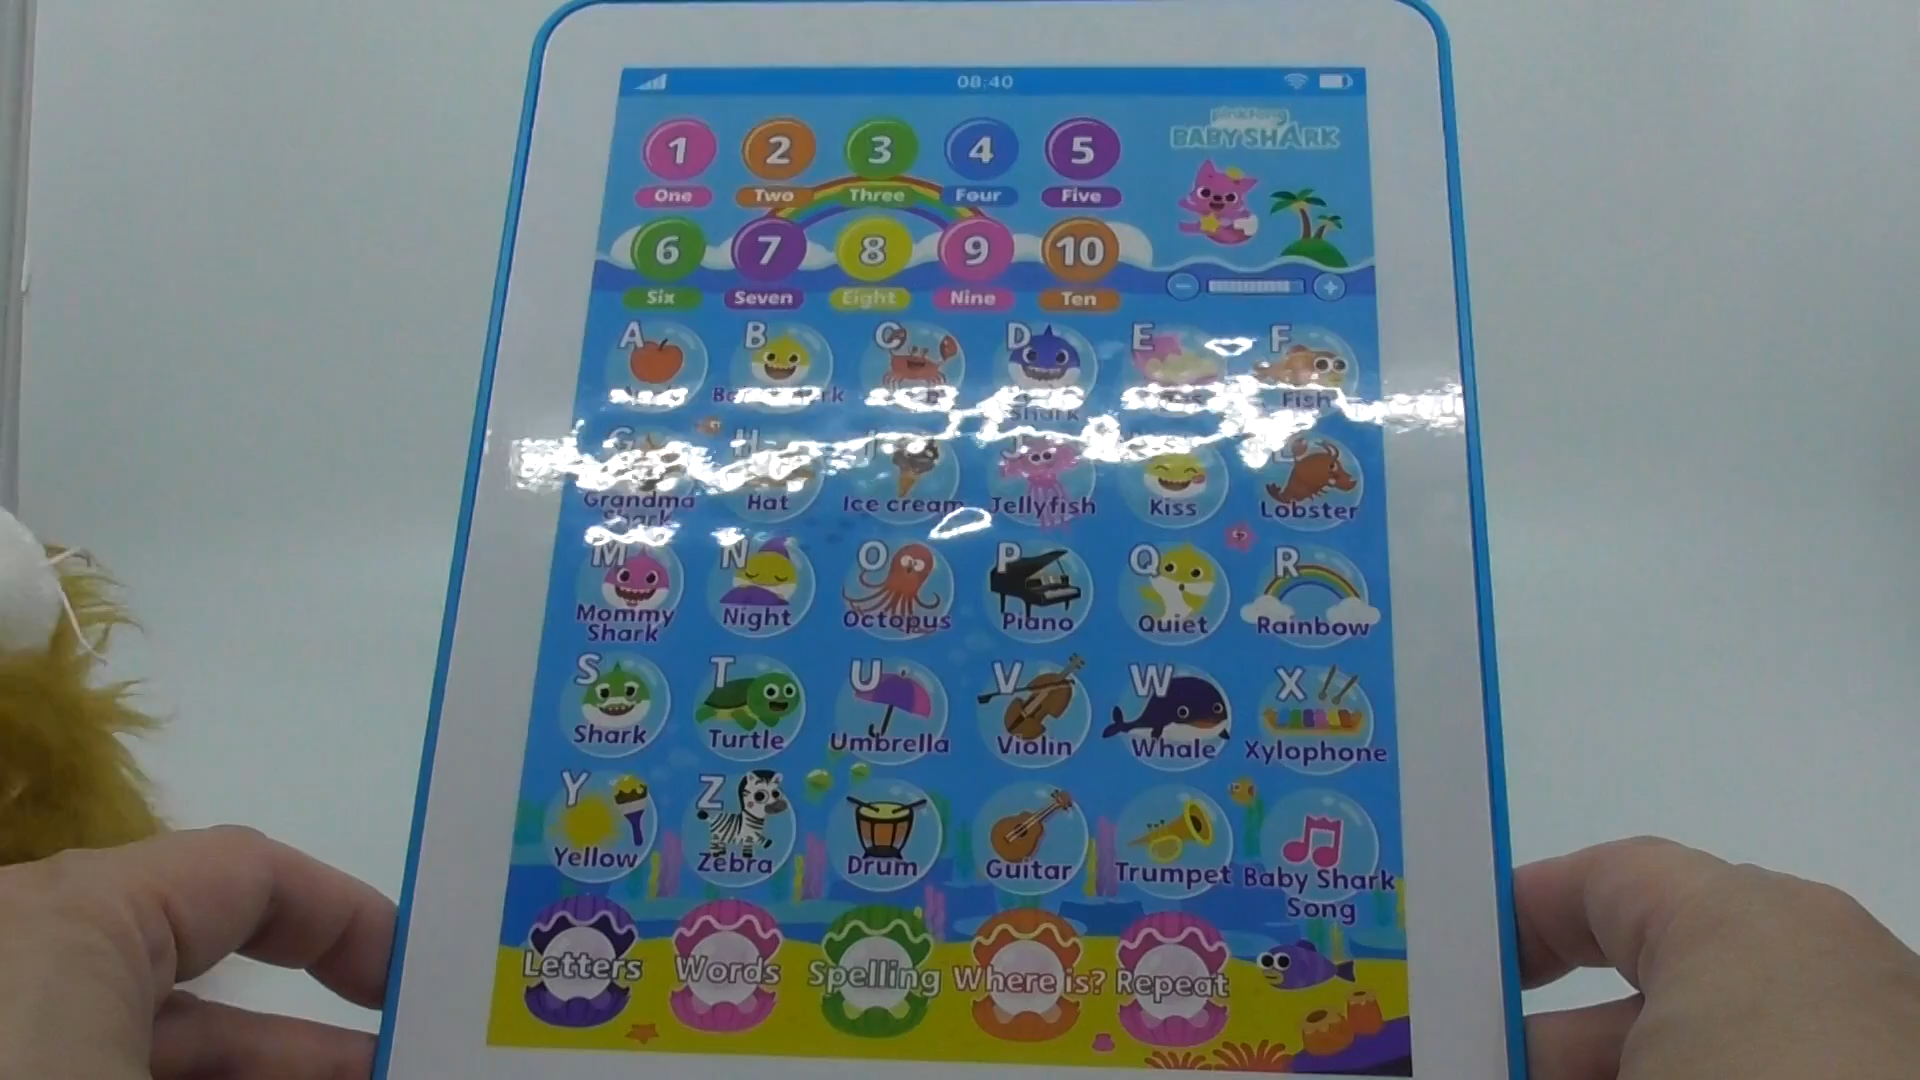 08:40
pinkfong
BABY SHARK
1 2 3 4 5
One Two Three Four Five
6 7 8 9 10
Six Seven Eight Nine Ten
− +
A B C D E F
Shark Fish
G H I J L
Grandma Shark Hat Ice cream Jellyfish Kiss Lobster
M N O P Q R
Mommy Shark Night Octopus Piano Quiet Rainbow
S T U V W X
Shark Turtle Umbrella Violin Whale Xylophone
Y Z
Yellow Zebra Drum Guitar Trumpet Baby Shark Song
Letters Words Spelling Where is? Repeat